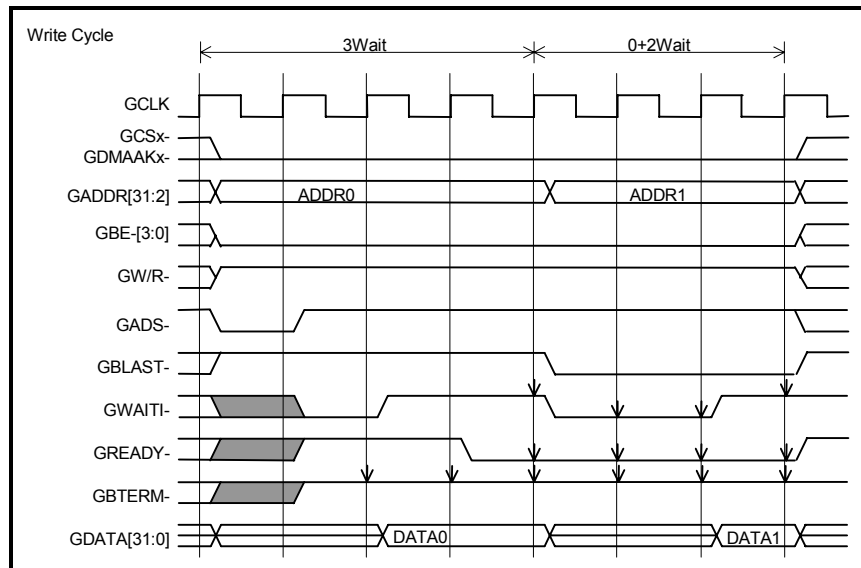 Write Cycle
3Wait
0+2Wait
GCLK
GCSx-
GDMAAKx-
GADDR[31:2]
ADDR0
ADDR1
GBE-[3:0]
GW/R-
GADS-
GBLAST-
GWAITI-
GREADY-
GBTERM-
GDATA[31:0]
DATA0
DATA1